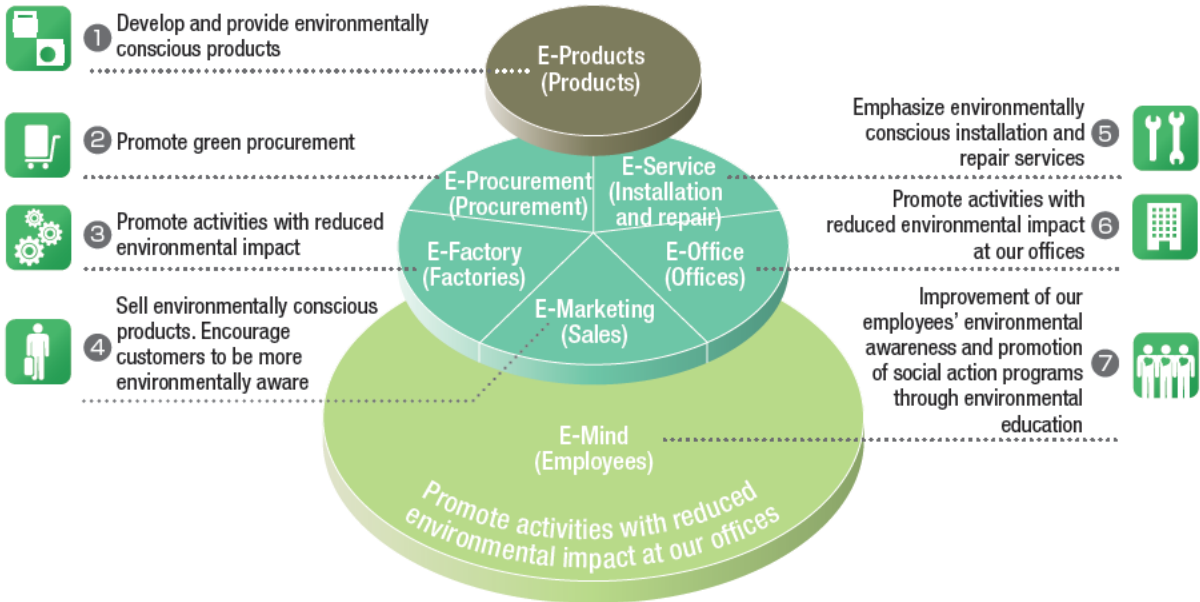 1 Develop and provide environmentally
conscious products
2 Promote green procurement
3 Promote activities with reduced
environmental impact
4 Sell environmentally conscious
products. Encourage
customers to be more
environmentally aware
E-Products
(Products)
E-Procurement
(Procurement)
E-Service
(Installation
and repair)
E-Factory
(Factories)
E-Office
(Offices)
E-Marketing
(Sales)
E-Mind
(Employees)
Promote activities with reduced
environmental impact at our offices
Emphasize environmentally
conscious installation and
repair services
5
Promote activities with
reduced environmental impact
at our offices
6
Improvement of our
employees’ environmental
awareness and promotion
of social action programs
through environmental
education
7